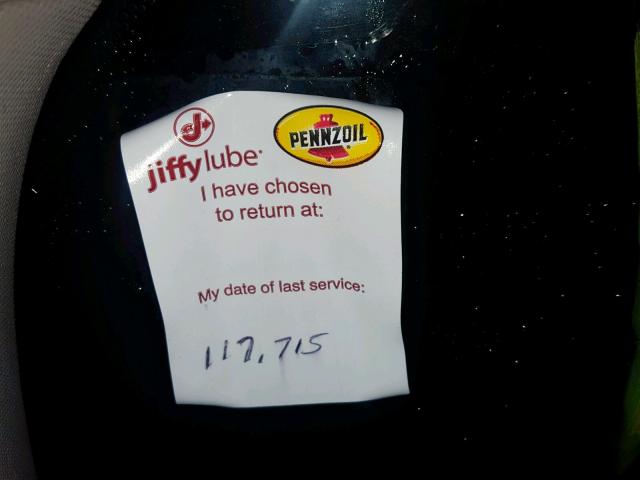 jiffylube
PENNZOIL
I have chosen
to return at:
My date of last service:
117,715